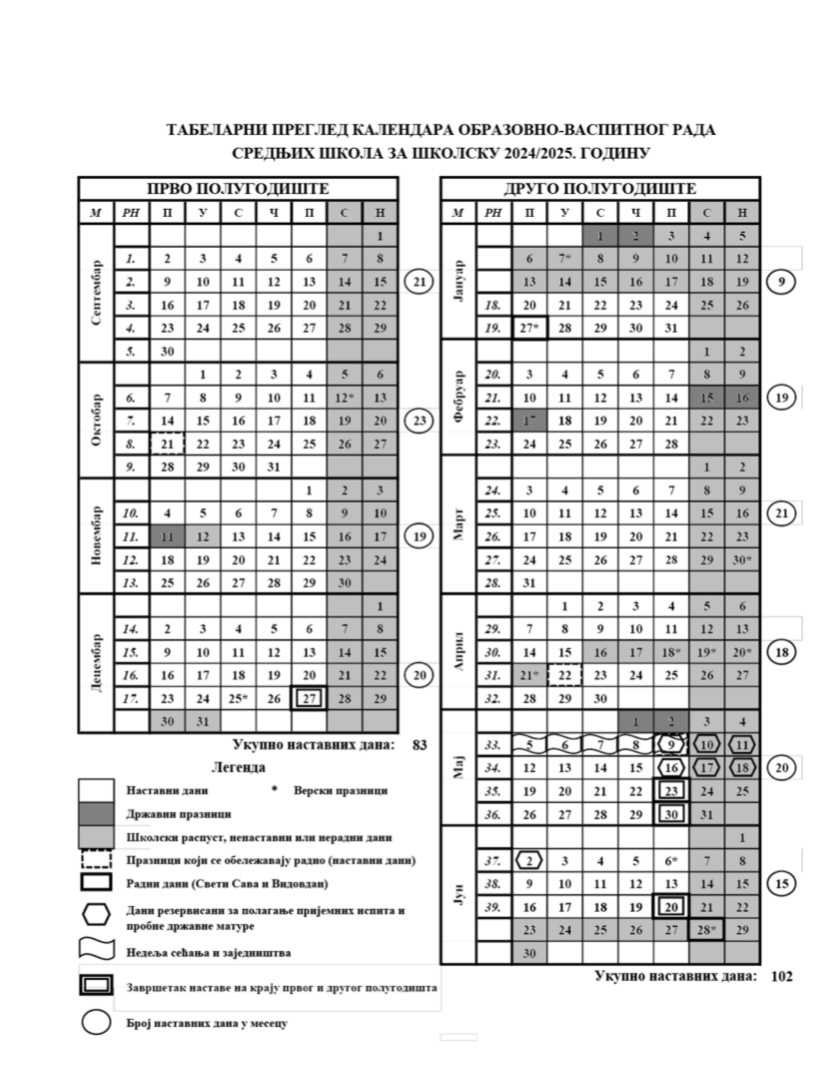 ТАБЕЛАРНИ ПРЕГЛЕД КАЛЕНДАРА ОБРАЗОВНО-ВАСПИТНОГ РАДА
СРЕДЊИХ ШКОЛА ЗА ШКОЛСКУ 2024/2025. ГОДИНУ
ПРВО ПОЛУГОДИШТЕ
М РН П У С Ч П С Н
Септембар
1
1. 2 3 4 5 6 7 8
2. 9 10 11 12 13 14 15
21
3. 16 17 18 19 20 21 22
4. 23 24 25 26 27 28 29
5. 30
Октобар
1 2 3 4 5 6
6. 7 8 9 10 11 12* 13
7. 14 15 16 17 18 19 20
23
8. 21 22 23 24 25 26 27
9. 28 29 30 31
Новембар
1 2 3
10. 4 5 6 7 8 9 10
11. 11 12 13 14 15 16 17
19
12. 18 19 20 21 22 23 24
13. 25 26 27 28 29 30
Децембар
1
14. 2 3 4 5 6 7 8
15. 9 10 11 12 13 14 15
16. 16 17 18 19 20 21 22
20
17. 23 24 25* 26 27 28 29
30 31
Укупно наставних дана: 83
Легенда
Наставни дани
* Верски празници
Државни празници
Школски распуст, ненаставни или нерадни дани
Празници који се обележавају радно (наставни дани)
Радни дани (Свети Сава и Видовдан)
Дани резервисани за полагање пријемних испита и
пробне државне матуре
Недеља сећања и заједништва
Завршетак наставе на крају првог и другог полугодишта
Број наставних дана у месецу
ДРУГО ПОЛУГОДИШТЕ
М РН П У С Ч П С Н
Јануар
1 2 3 4 5
6 7* 8 9 10 11 12
13 14 15 16 17 18 19
9
18. 20 21 22 23 24 25 26
19. 27* 28 29 30 31
Фебруар
1 2
20. 3 4 5 6 7 8 9
21. 10 11 12 13 14 15 16
19
22. 17 18 19 20 21 22 23
23. 24 25 26 27 28
Март
1 2
24. 3 4 5 6 7 8 9
25. 10 11 12 13 14 15 16
21
26. 17 18 19 20 21 22 23
27. 24 25 26 27 28 29 30*
28. 31
Април
1 2 3 4 5 6
29. 7 8 9 10 11 12 13
30. 14 15 16 17 18* 19* 20*
18
31. 21* 22 23 24 25 26 27
32. 28 29 30
Мај
1 2 3 4
33. 5 6 7 8 9 10 11
34. 12 13 14 15 16 17 18
20
35. 19 20 21 22 23 24 25
36. 26 27 28 29 30 31
Јун
1
37. 2 3 4 5 6* 7 8
38. 9 10 11 12 13 14 15
15
39. 16 17 18 19 20 21 22
23 24 25 26 27 28* 29
30
Укупно наставних дана: 102